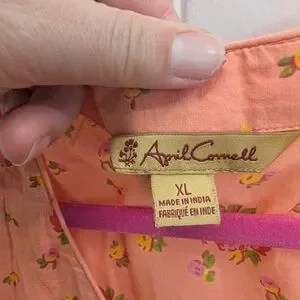 April Cornell
XL
MADE IN INDIA
FABRIQUÉ EN INDE